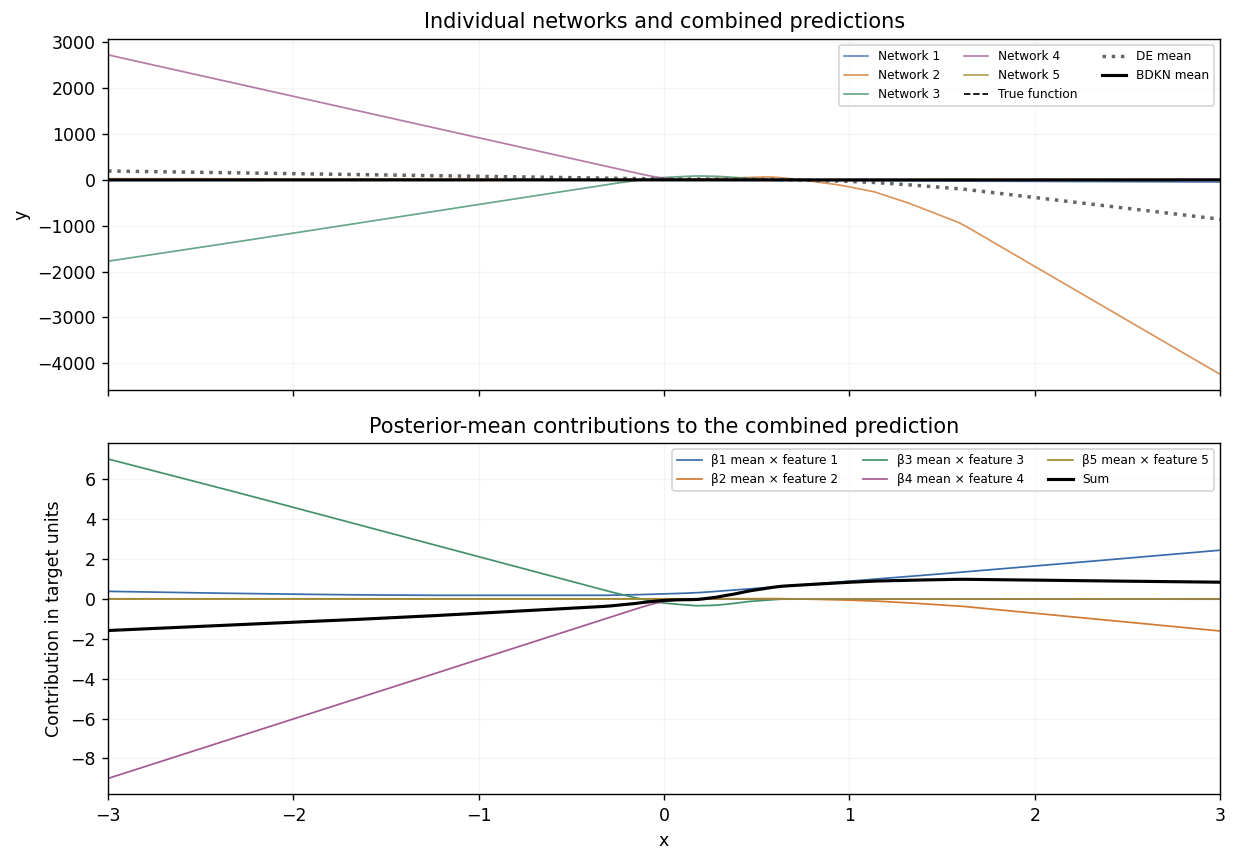 Individual networks and combined predictions
3000
2000
1000
0
−1000
−2000
−3000
−4000
y
Network 1
Network 2
Network 3
Network 4
Network 5
True function
DE mean
BDKN mean
Posterior-mean contributions to the combined prediction
6
4
2
0
−2
−4
−6
−8
Contribution in target units
β1 mean × feature 1
β2 mean × feature 2
β3 mean × feature 3
β4 mean × feature 4
β5 mean × feature 5
Sum
−3
−2
−1
0
1
2
3
x